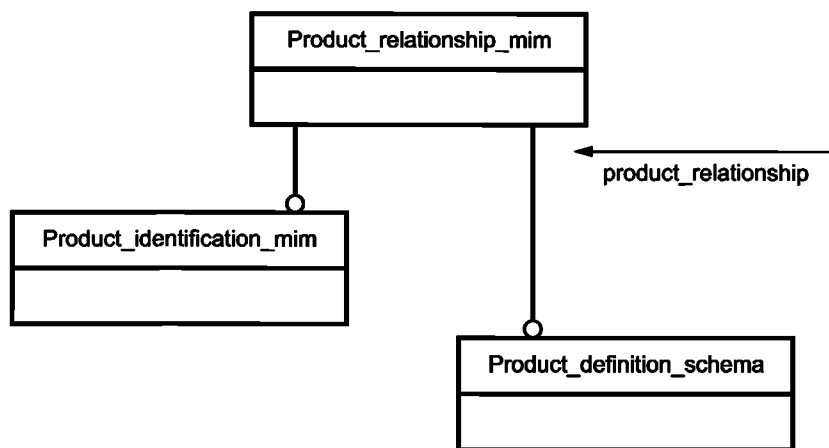 Product_relationship_mim
product_relationship
Product_identification_mim
Product_definition_schema